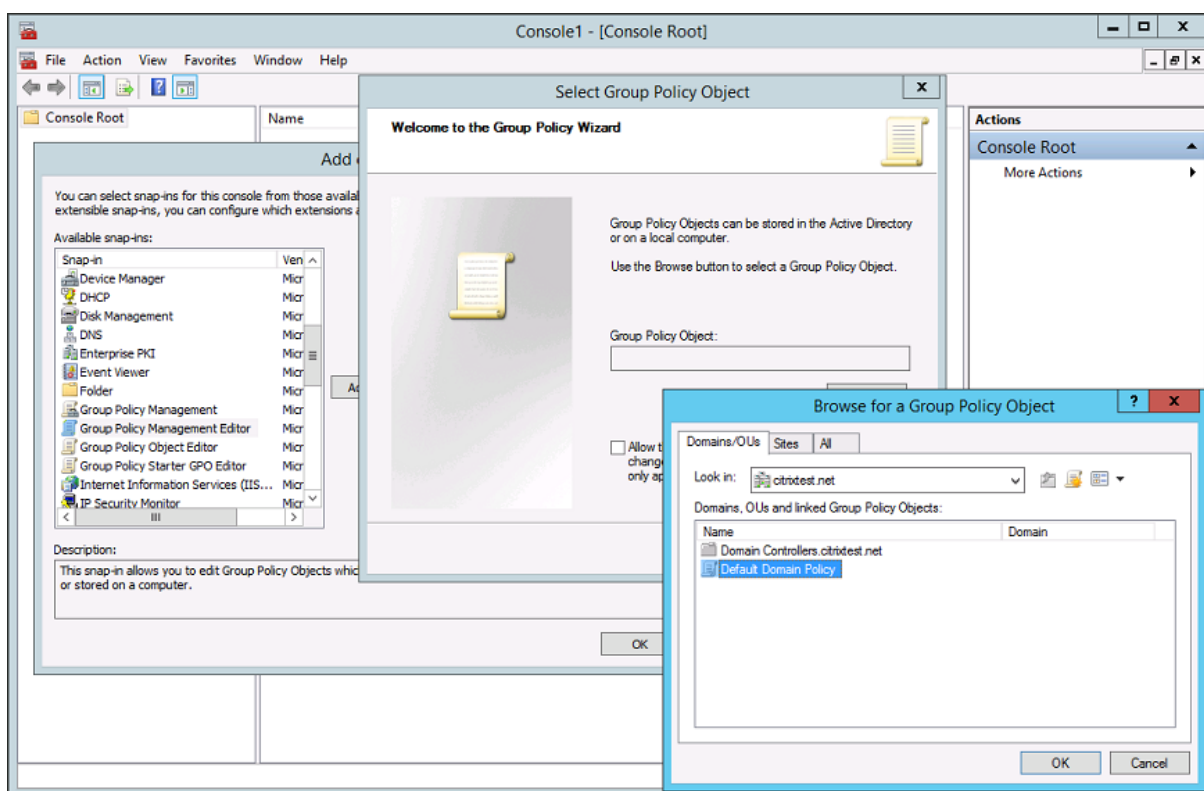 Console1 - [Console Root]
File Action View Favorites Window Help
Console Root
Name
Actions
Console Root
More Actions
Add
You can select snap-ins for this console from those availa
extensible snap-ins, you can configure which extensions a
Available snap-ins:
Snap-in Ven
Device Manager Micr
DHCP Micr
Disk Management Micr
DNS Micr
Enterprise PKI Micr
Event Viewer Micr
Folder Micr
Group Policy Management Micr
Group Policy Management Editor Micr
Group Policy Object Editor Micr
Group Policy Starter GPO Editor Micr
Internet Information Services (IIS... Micr
IP Security Monitor Micr
Description:
This snap-in allows you to edit Group Policy Objects whic
or stored on a computer.
OK
Select Group Policy Object
Welcome to the Group Policy Wizard
Group Policy Objects can be stored in the Active Directory
or on a local computer.
Use the Browse button to select a Group Policy Object.
Group Policy Object:
Allow t
change
only ap
Browse for a Group Policy Object
Domains/OUs Sites All
Look in: citrixtest.net
Domains, OUs and linked Group Policy Objects:
Name Domain
Domain Controllers.citrixtest.net
Default Domain Policy
OK Cancel